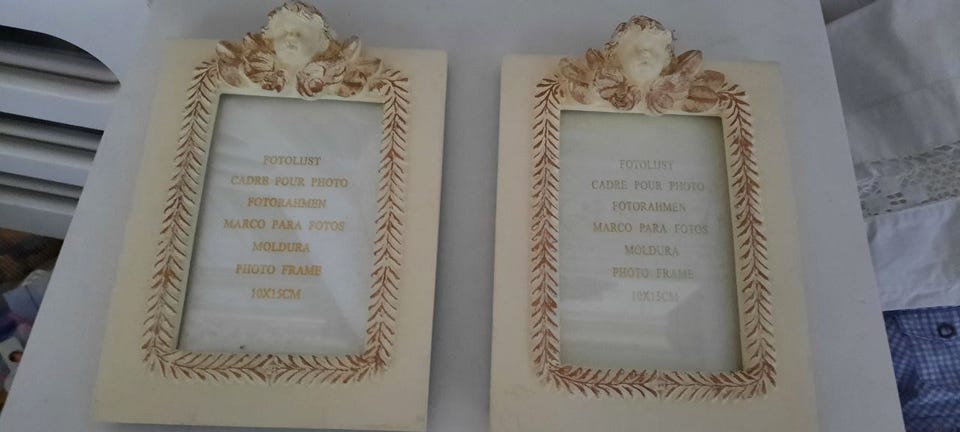 FOTOLIJST
CADRE POUR PHOTO
FOTORAHMEN
MARCO PARA FOTOS
MOLDURA
PHOTO FRAME
10X15CM
FOTOLIJST
CADRE POUR PHOTO
FOTORAHMEN
MARCO PARA FOTOS
MOLDURA
PHOTO FRAME
10X15CM